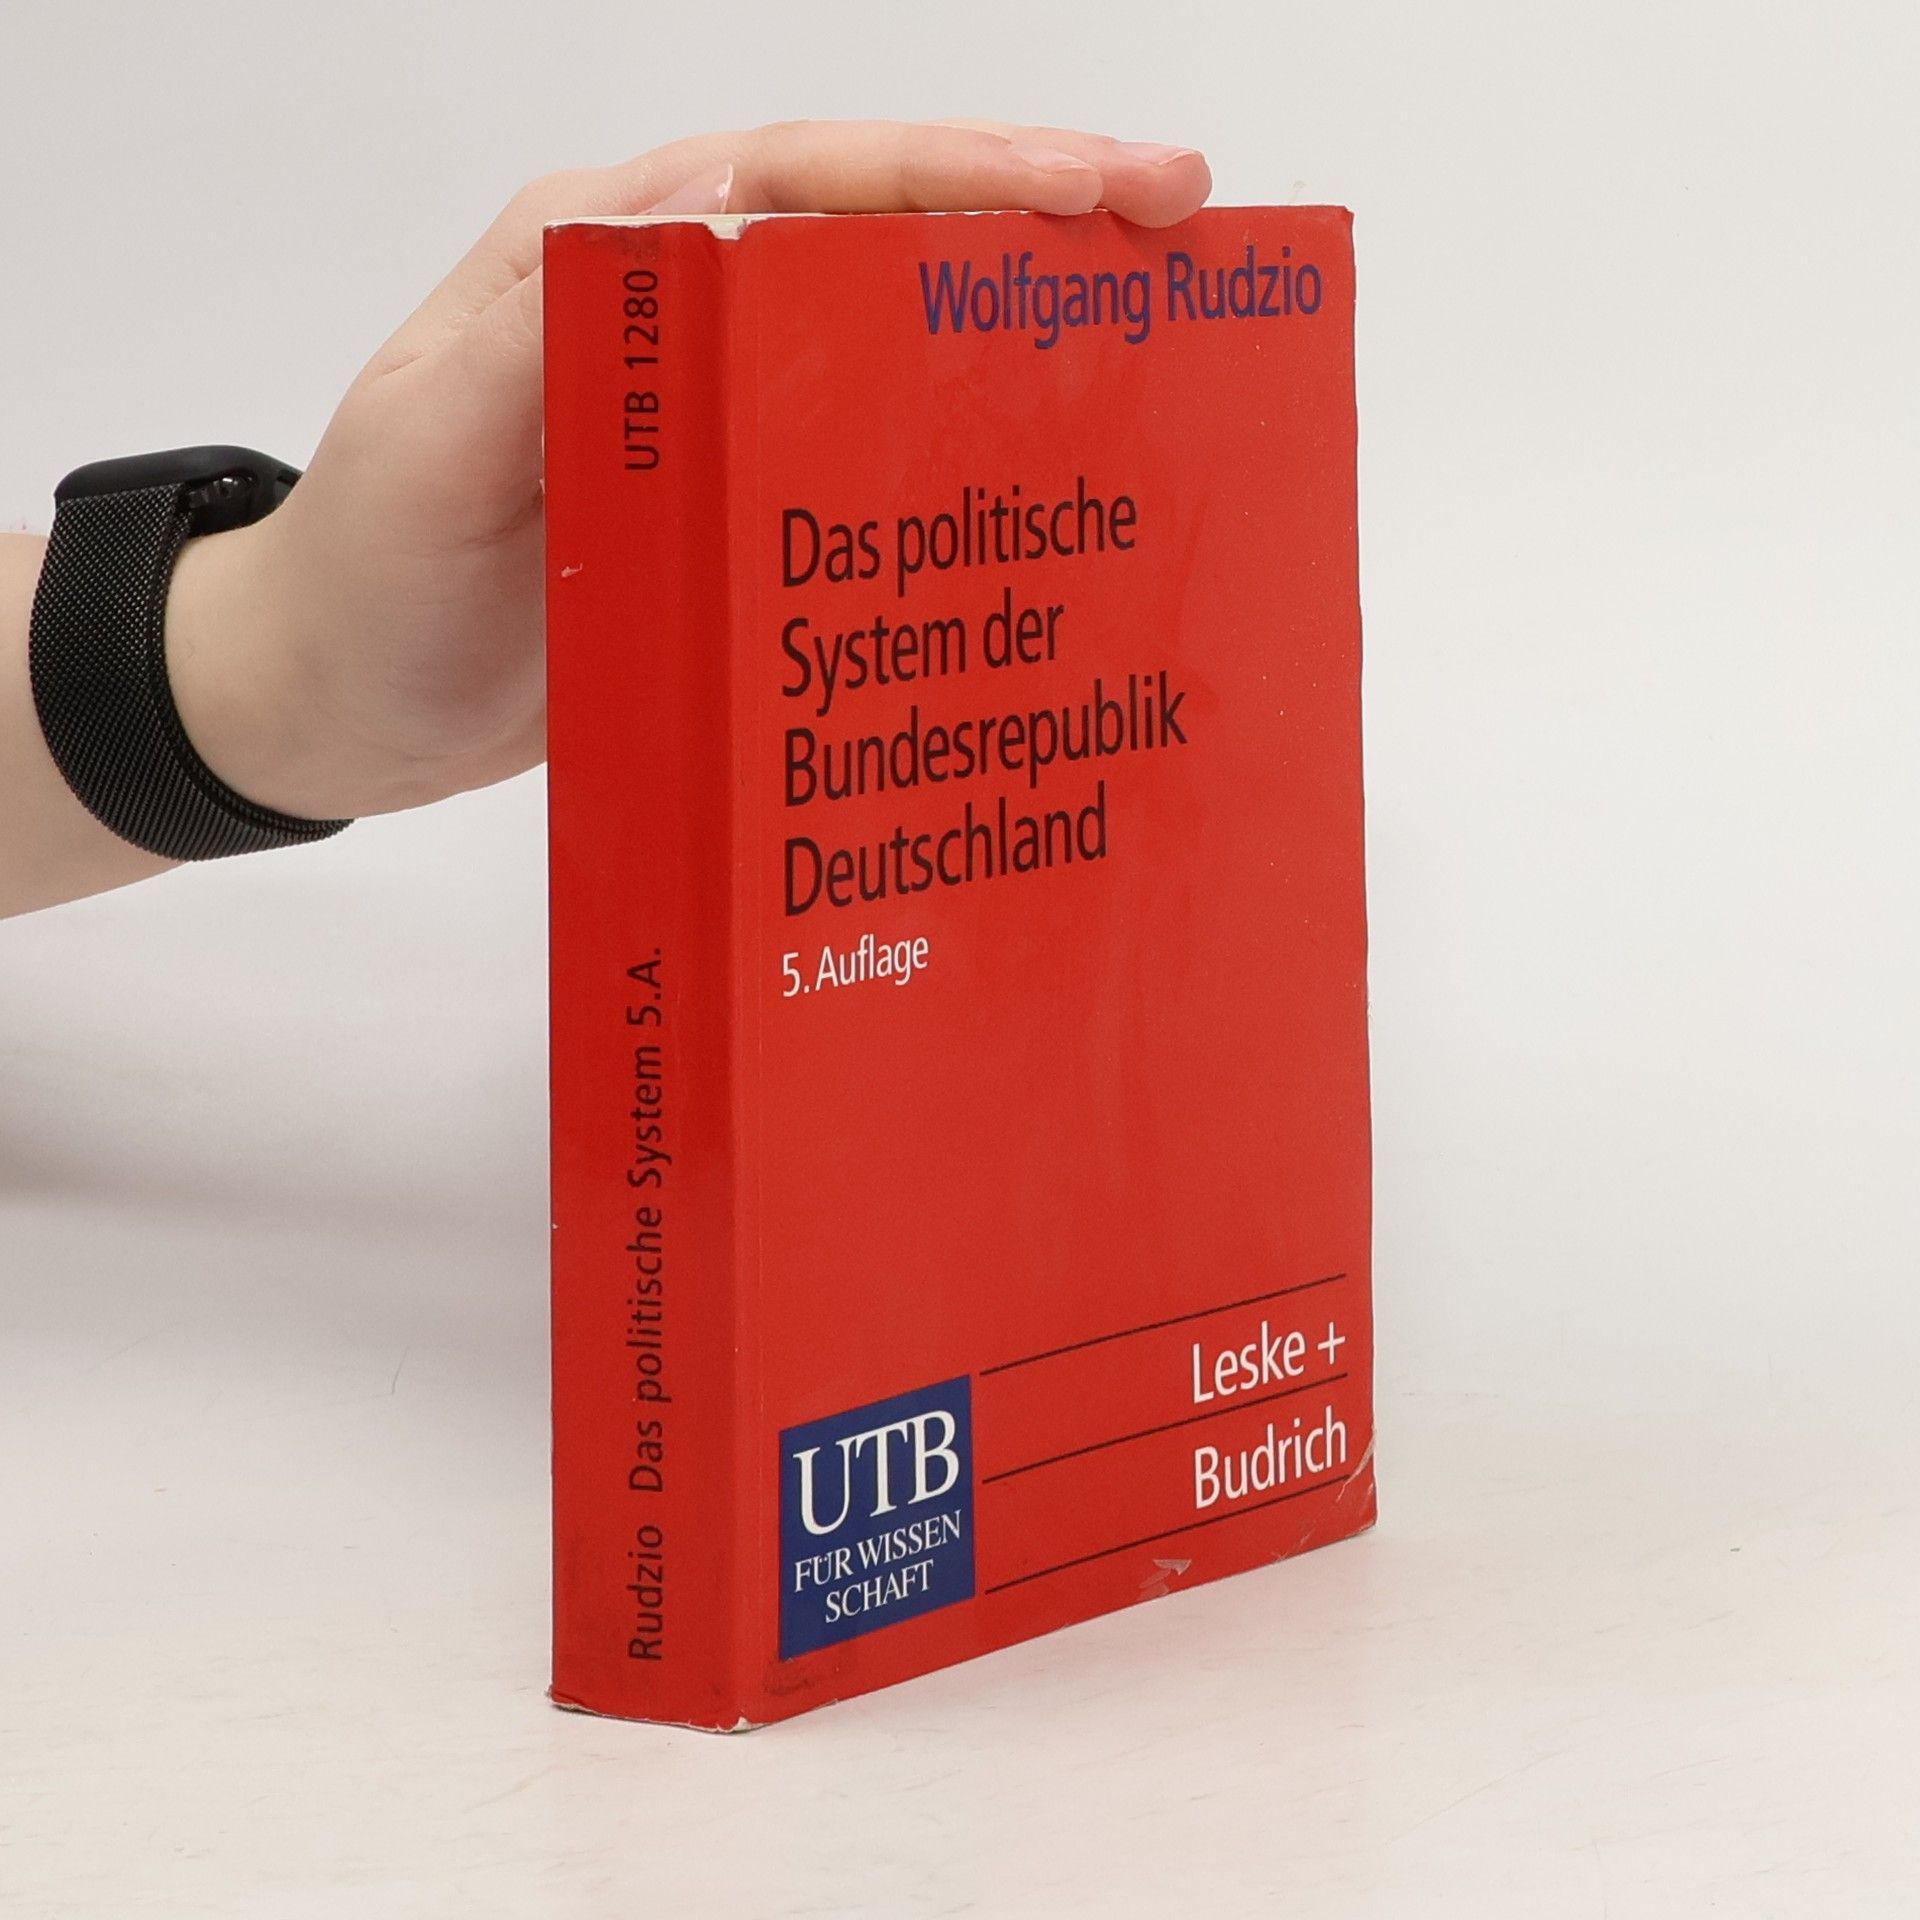 UTB 1280
Rudzio Das politische System 5.A.
Wolfgang Rudzio
Das politische
System der
Bundesrepublik
Deutschland
5. Auflage
Leske +
Budrich
UTB
FÜR WISSEN
SCHAFT